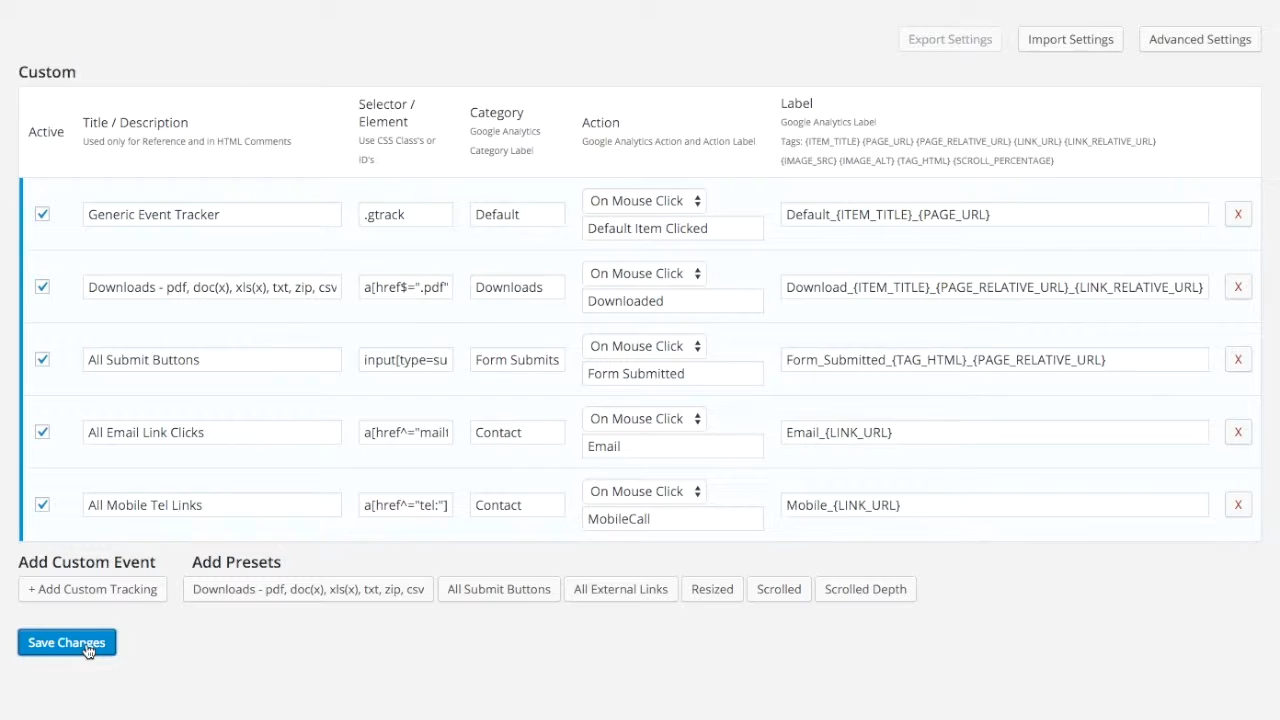 Export Settings
Import Settings
Advanced Settings
Custom
Active
Title / Description
Used only for Reference and in HTML Comments
Selector /
Element
Use CSS Class's or
ID's
Category
Google Analytics
Category Label
Action
Google Analytics Action and Action Label
Label
Google Analytics Label
Tags: {ITEM_TITLE} {PAGE_URL} {PAGE_RELATIVE_URL} {LINK_URL} {LINK_RELATIVE_URL}
{IMAGE_SRC} {IMAGE_ALT} {TAG_HTML} {SCROLL_PERCENTAGE}
Generic Event Tracker
.gtrack
Default
On Mouse Click
Default Item Clicked
Default_{ITEM_TITLE}_{PAGE_URL}
X
Downloads - pdf, doc(x), xls(x), txt, zip, csv
a[href$=".pdf"
Downloads
On Mouse Click
Downloaded
Download_{ITEM_TITLE}_{PAGE_RELATIVE_URL}_{LINK_RELATIVE_URL}
X
All Submit Buttons
input[type=su
Form Submits
On Mouse Click
Form Submitted
Form_Submitted_{TAG_HTML}_{PAGE_RELATIVE_URL}
X
All Email Link Clicks
a[href^="mailt
Contact
On Mouse Click
Email
Email_{LINK_URL}
X
All Mobile Tel Links
a[href^="tel:"]
Contact
On Mouse Click
MobileCall
Mobile_{LINK_URL}
X
Add Custom Event
Add Presets
+ Add Custom Tracking
Downloads - pdf, doc(x), xls(x), txt, zip, csv
All Submit Buttons
All External Links
Resized
Scrolled
Scrolled Depth
Save Changes